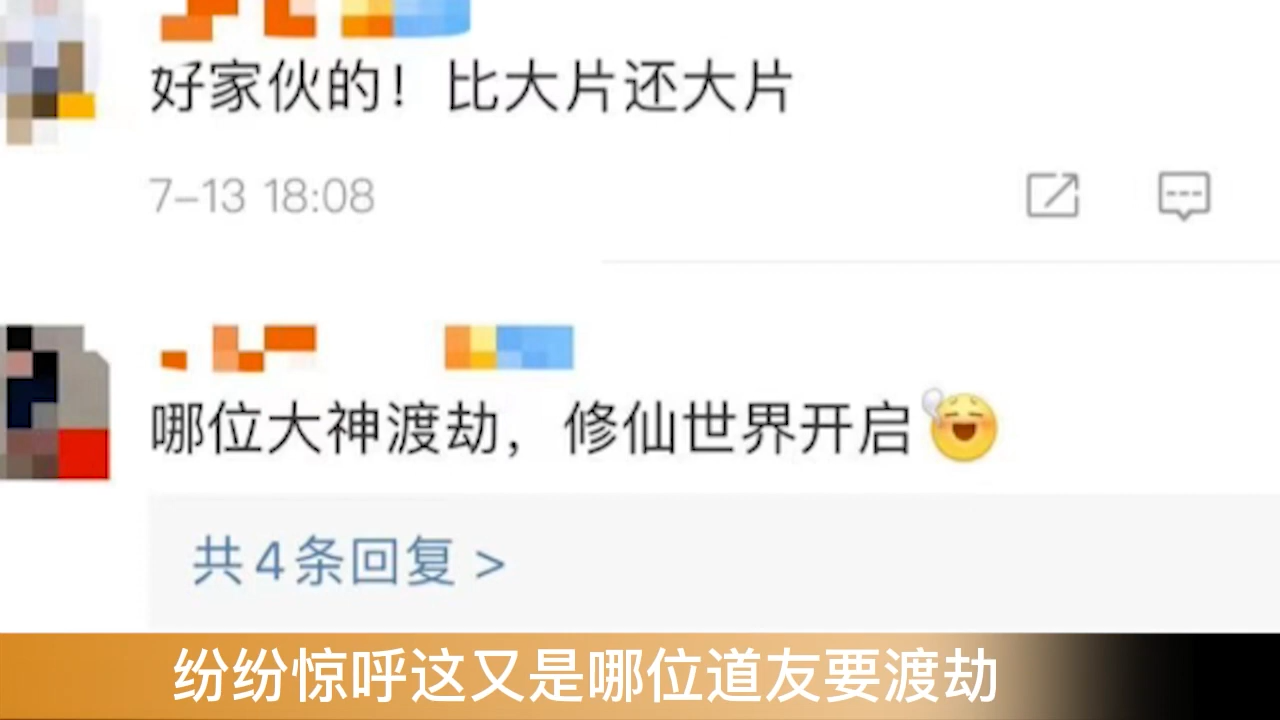 好家伙的！比大片还大片
7-13 18:08
哪位大神渡劫，修仙世界开启
共4条回复 >
纷纷惊呼这又是哪位道友要渡劫